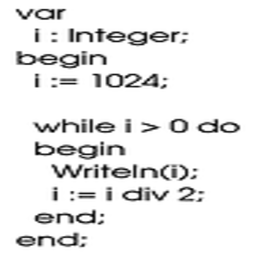 var
  i : Integer;
begin
  i := 1024;

  while i > 0 do
  begin
    Writeln(i);
    i := i div 2;
  end;
end;